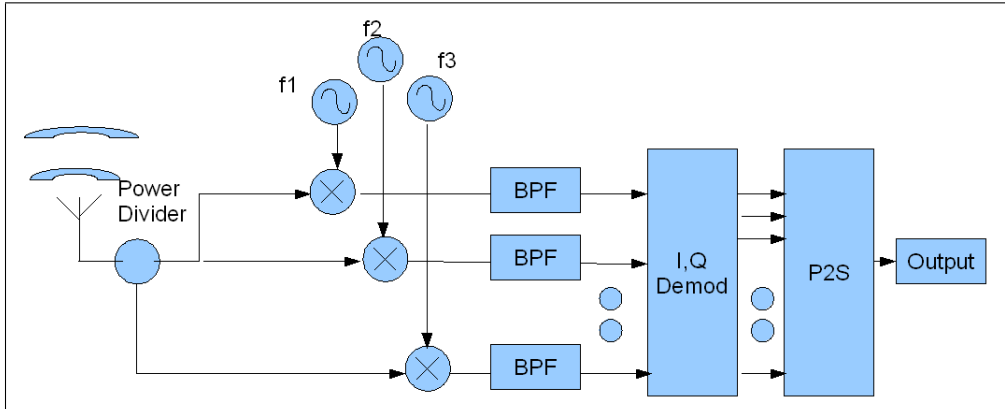 f2
f1
f3
Power
Divider
BPF
BPF
BPF
I,Q
Demod
P2S
Output